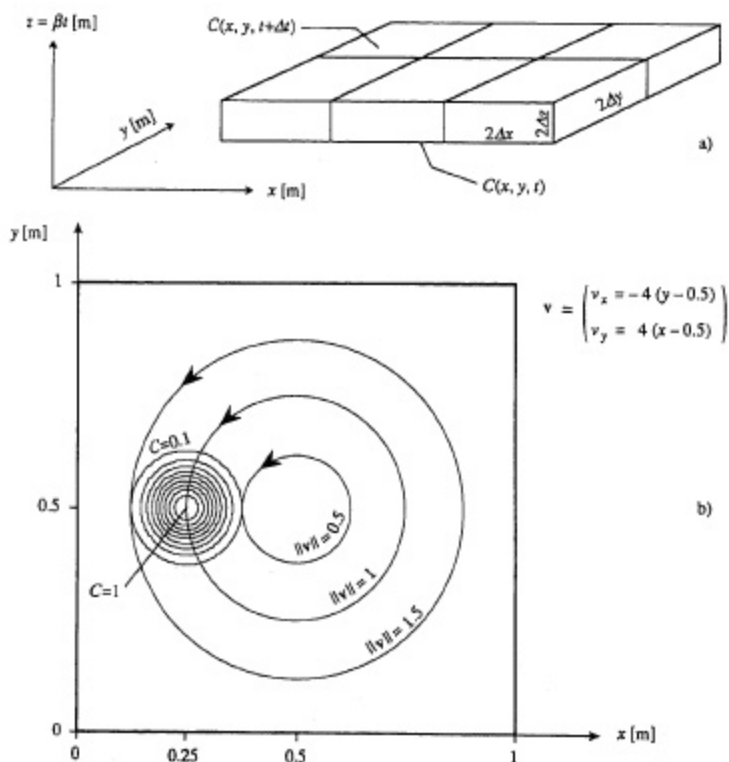 z = βt [m]
C(x, y, t+Δt)
y [m]
2Δx
2Δz
2Δy
a)
x [m]
C(x, y, t)
y [m]
1
v = ( v_x = −4 (y−0.5)
v_y = 4 (x−0.5) )
C=0.1
0.5
b)
||v|| = 0.5
C=1
||v|| = 1
||v|| = 1.5
0
x [m]
0
0.25
0.5
1